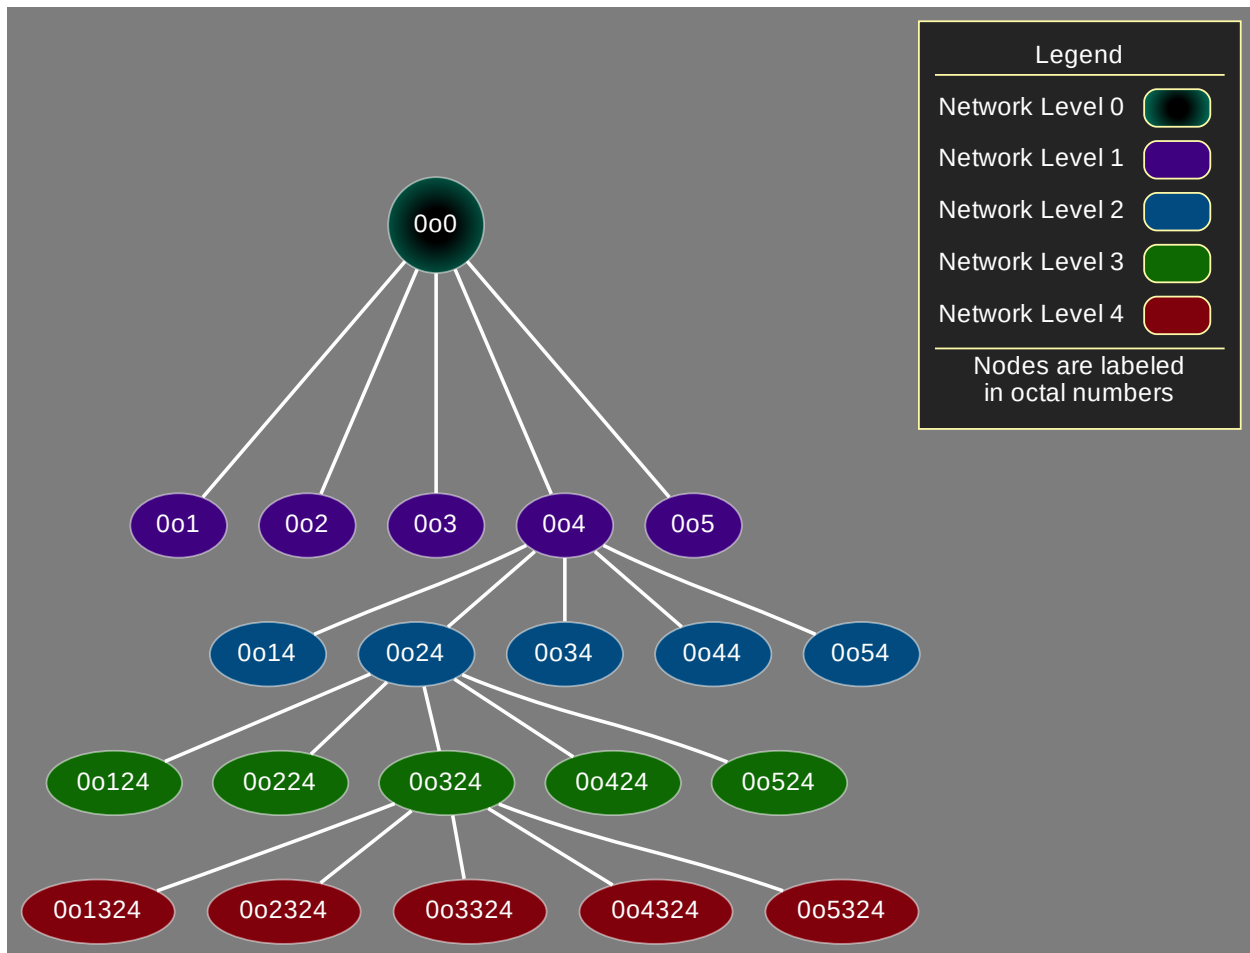 Legend
Network Level 0
Network Level 1
Network Level 2
Network Level 3
Network Level 4
Nodes are labeled
in octal numbers
0o0
0o1 0o2 0o3 0o4 0o5
0o14 0o24 0o34 0o44 0o54
0o124 0o224 0o324 0o424 0o524
0o1324 0o2324 0o3324 0o4324 0o5324